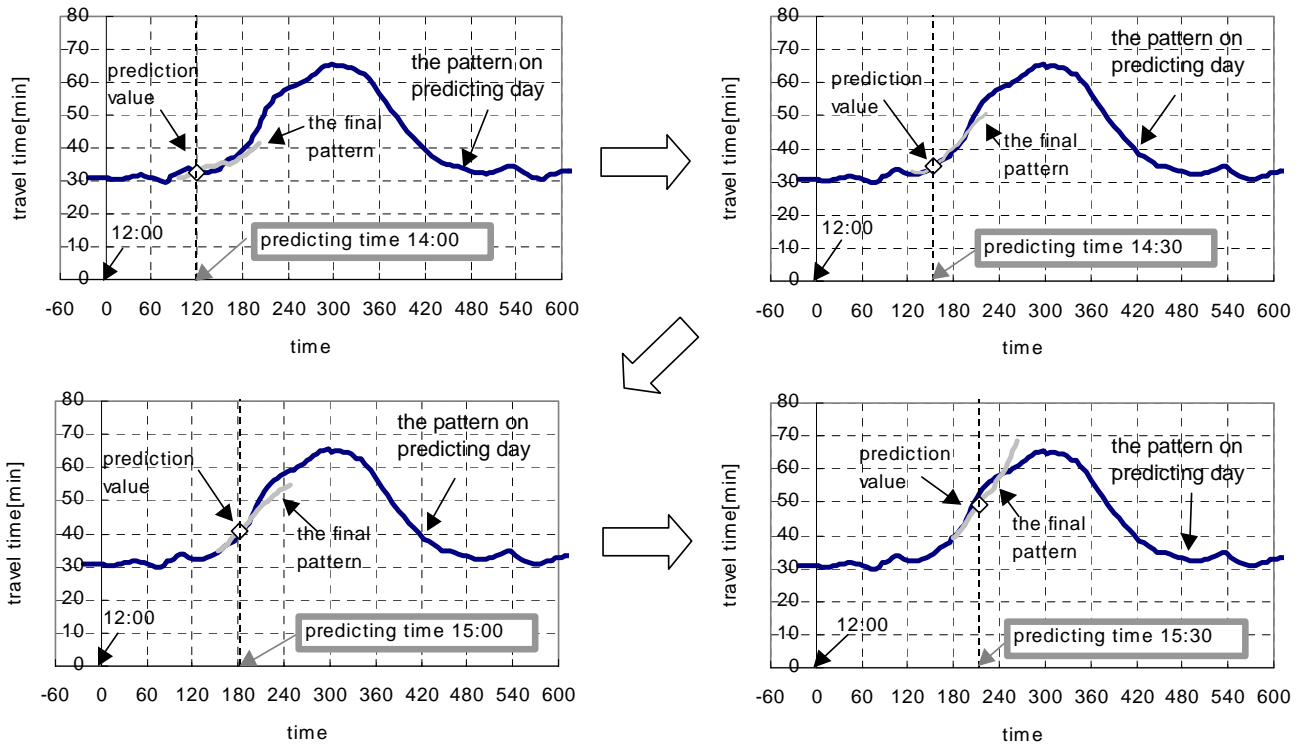 80
70
60
50
40
30
20
10
0
travel time[min]
prediction
value
the final
pattern
the pattern on
predicting day
12:00
predicting time 14:00
-60 0 60 120 180 240 300 360 420 480 540 600
time
80
70
60
50
40
30
20
10
0
travel time[min]
prediction
value
the final
pattern
the pattern on
predicting day
12:00
predicting time 14:30
-60 0 60 120 180 240 300 360 420 480 540 600
time
80
70
60
50
40
30
20
10
0
travel time[min]
prediction
value
the final
pattern
the pattern on
predicting day
12:00
predicting time 15:00
-60 0 60 120 180 240 300 360 420 480 540 600
time
80
70
60
50
40
30
20
10
0
travel time[min]
prediction
value
the final
pattern
the pattern on
predicting day
12:00
predicting time 15:30
-60 0 60 120 180 240 300 360 420 480 540 600
time